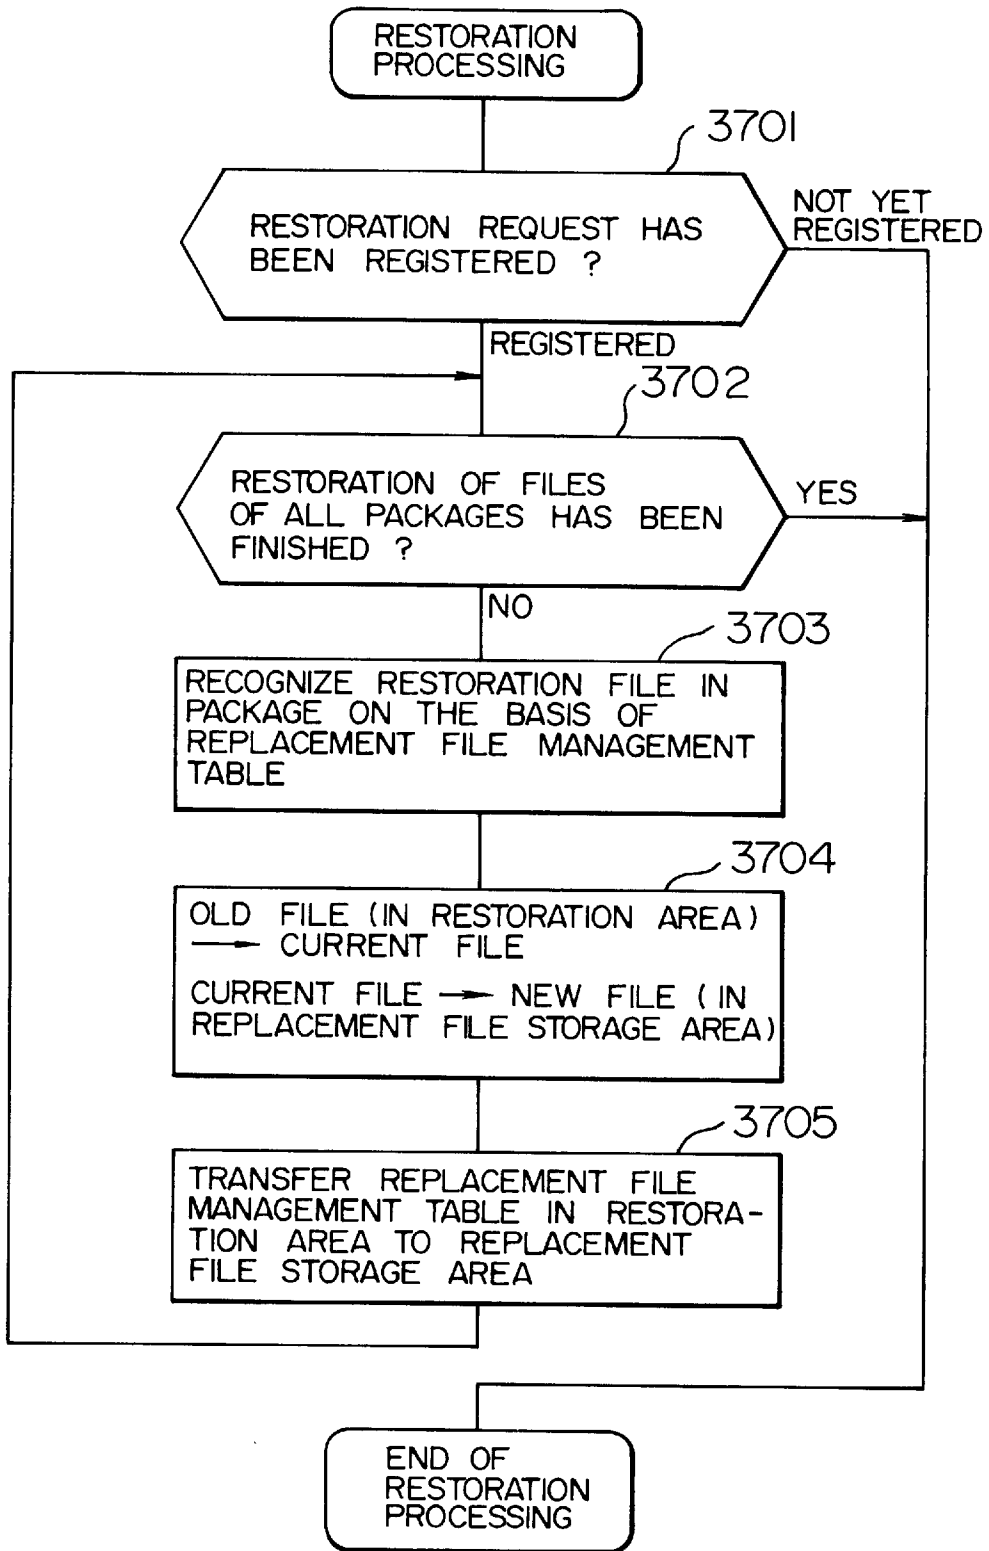 RESTORATION
PROCESSING
3701
RESTORATION REQUEST HAS
BEEN REGISTERED ?
NOT YET
REGISTERED
REGISTERED
3702
RESTORATION OF FILES
OF ALL PACKAGES HAS BEEN
FINISHED ?
YES
NO
3703
RECOGNIZE RESTORATION FILE IN
PACKAGE ON THE BASIS OF
REPLACEMENT FILE MANAGEMENT
TABLE
3704
OLD FILE (IN RESTORATION AREA)
→ CURRENT FILE
CURRENT FILE → NEW FILE (IN
REPLACEMENT FILE STORAGE AREA)
3705
TRANSFER REPLACEMENT FILE
MANAGEMENT TABLE IN RESTORA-
TION AREA TO REPLACEMENT
FILE STORAGE AREA
END OF
RESTORATION
PROCESSING